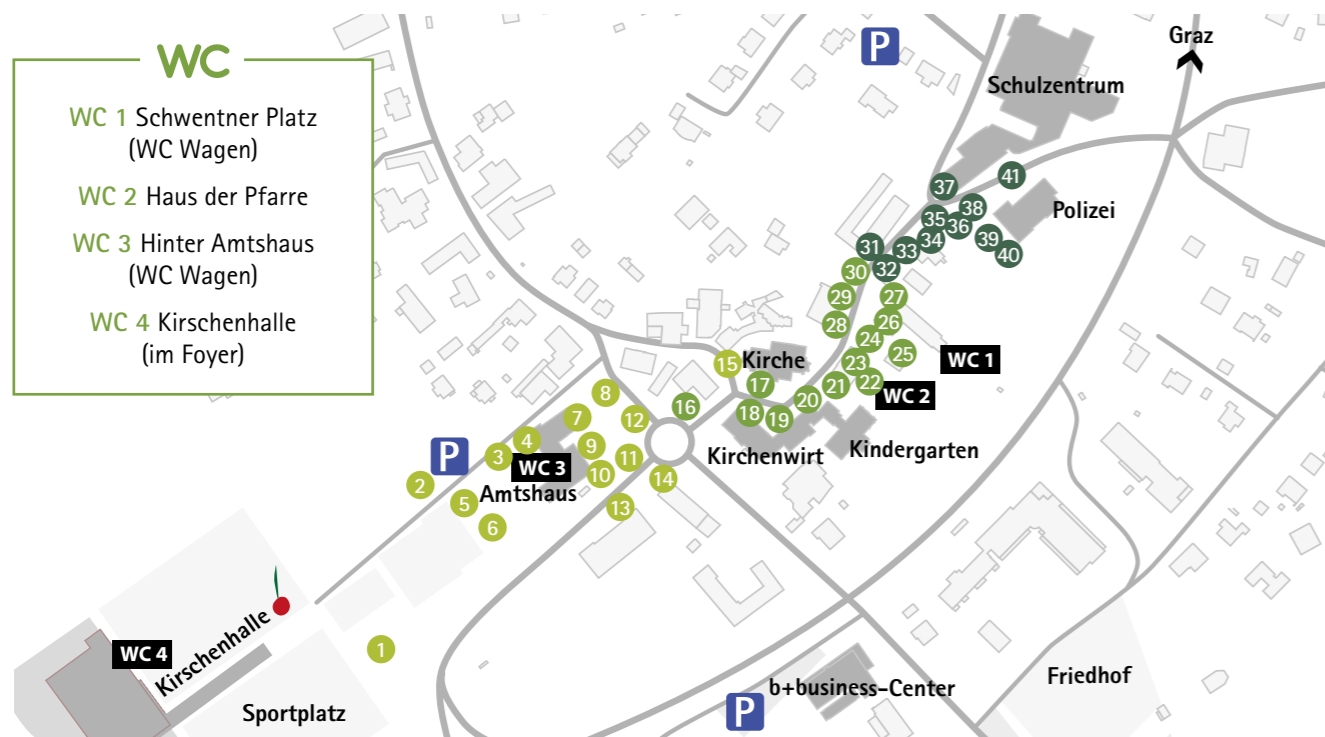 WC
WC 1 Schwentner Platz
(WC Wagen)
WC 2 Haus der Pfarre
WC 3 Hinter Amtshaus
(WC Wagen)
WC 4 Kirschenhalle
(im Foyer)
P
Graz
Schulzentrum
41
37
38
Polizei
35
36
34
39
40
33
31
32
30
29
27
28
26
24
25
WC 1
15
Kirche
23
22
WC 2
17
21
20
16
18
19
Kirchenwirt
Kindergarten
8
7
12
4
9
11
3
WC 3
10
14
P
2
5
Amtshaus
13
6
Kirschenhalle
WC 4
1
Sportplatz
P
b+business-Center
Friedhof